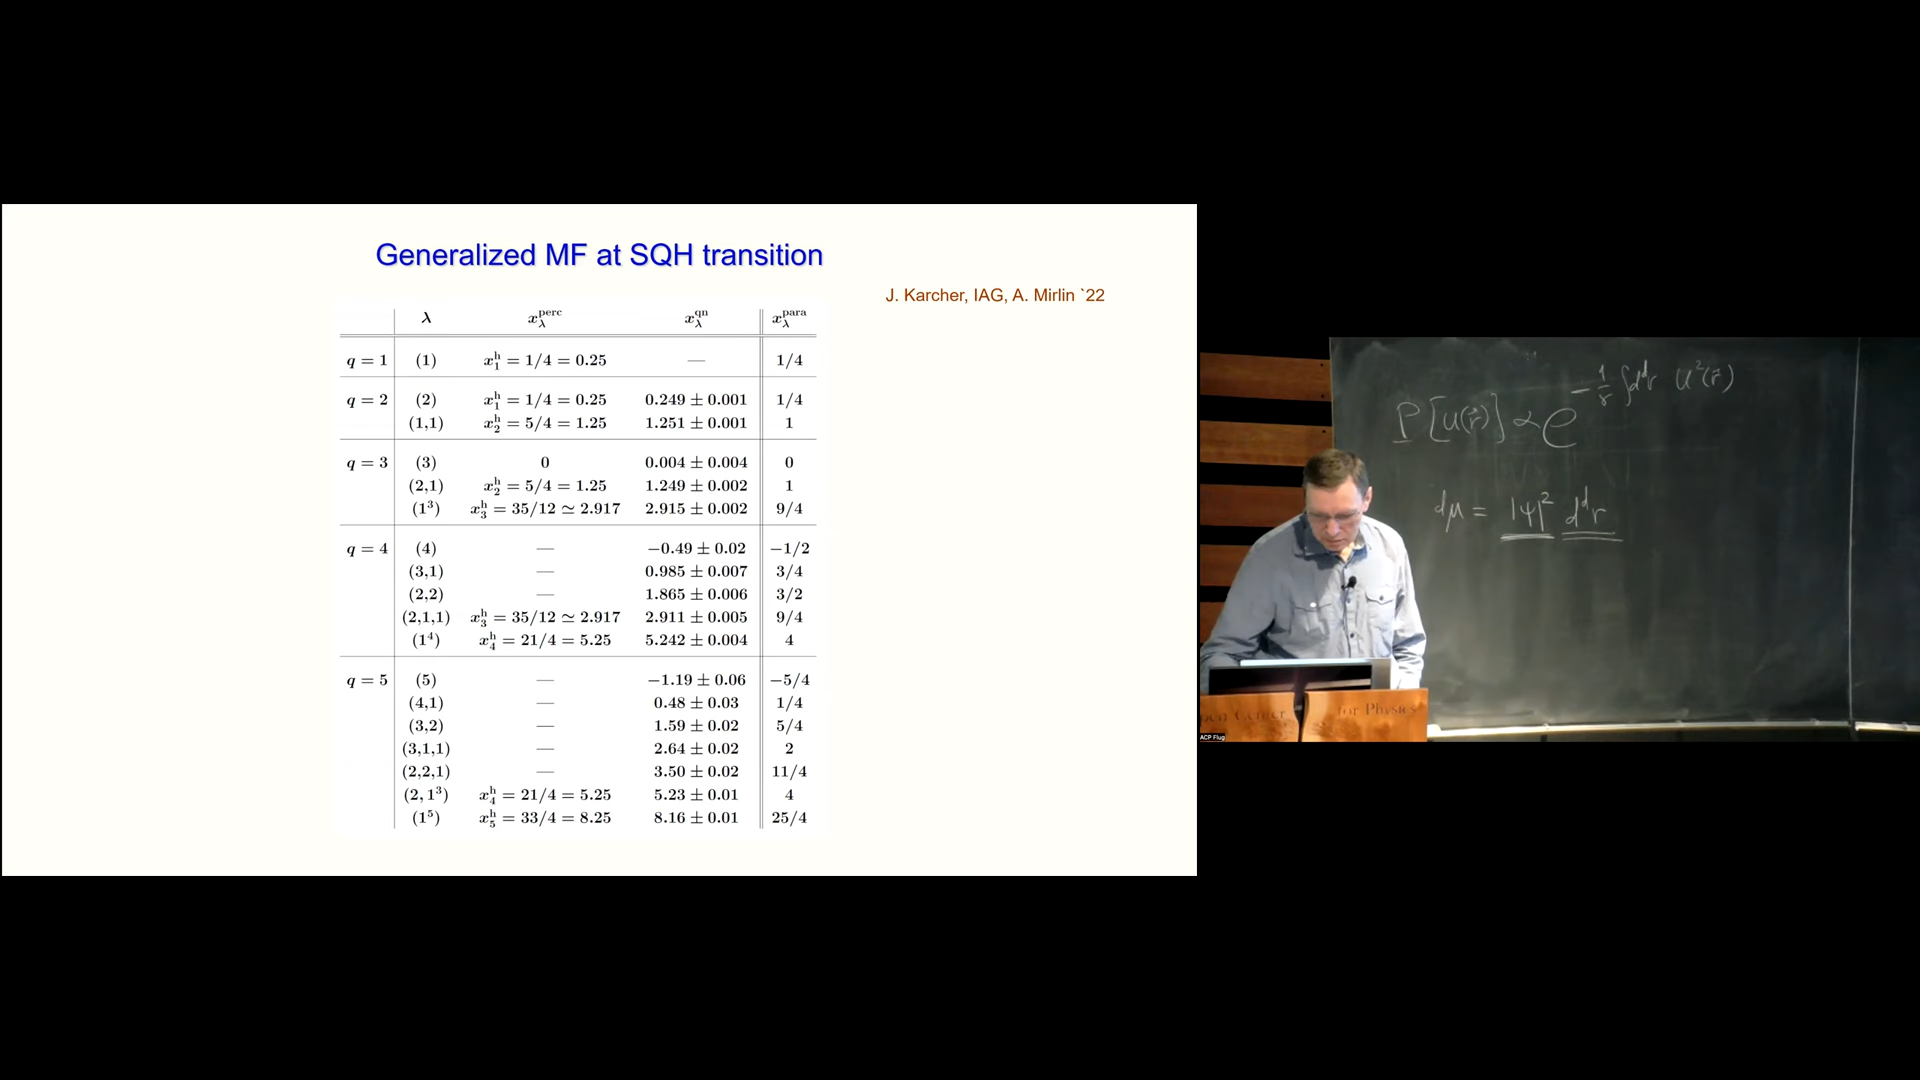 Generalized MF at SQH transition
J. Karcher, IAG, A. Mirlin `22
λ x_λ^perc x_λ^qn x_λ^para
q = 1 (1) x_1^h = 1/4 = 0.25 — 1/4
q = 2 (2) x_1^h = 1/4 = 0.25 0.249 ± 0.001 1/4
(1,1) x_2^h = 5/4 = 1.25 1.251 ± 0.001 1
q = 3 (3) 0 0.004 ± 0.004 0
(2,1) x_2^h = 5/4 = 1.25 1.249 ± 0.002 1
(1³) x_3^h = 35/12 ≃ 2.917 2.915 ± 0.002 9/4
q = 4 (4) — −0.49 ± 0.02 −1/2
(3,1) — 0.985 ± 0.007 3/4
(2,2) — 1.865 ± 0.006 3/2
(2,1,1) x_3^h = 35/12 ≃ 2.917 2.911 ± 0.005 9/4
(1⁴) x_4^h = 21/4 = 5.25 5.242 ± 0.004 4
q = 5 (5) — −1.19 ± 0.06 −5/4
(4,1) — 0.48 ± 0.03 1/4
(3,2) — 1.59 ± 0.02 5/4
(3,1,1) — 2.64 ± 0.02 2
(2,2,1) — 3.50 ± 0.02 11/4
(2, 1³) x_4^h = 21/4 = 5.25 5.23 ± 0.01 4
(1⁵) x_5^h = 33/4 = 8.25 8.16 ± 0.01 25/4
P[u(r⃗)] ∝ e^{−1/γ ∫d^d r u²(r⃗)}
dμ = |ψ|² d^d r
Center for Physics
ACP Flug